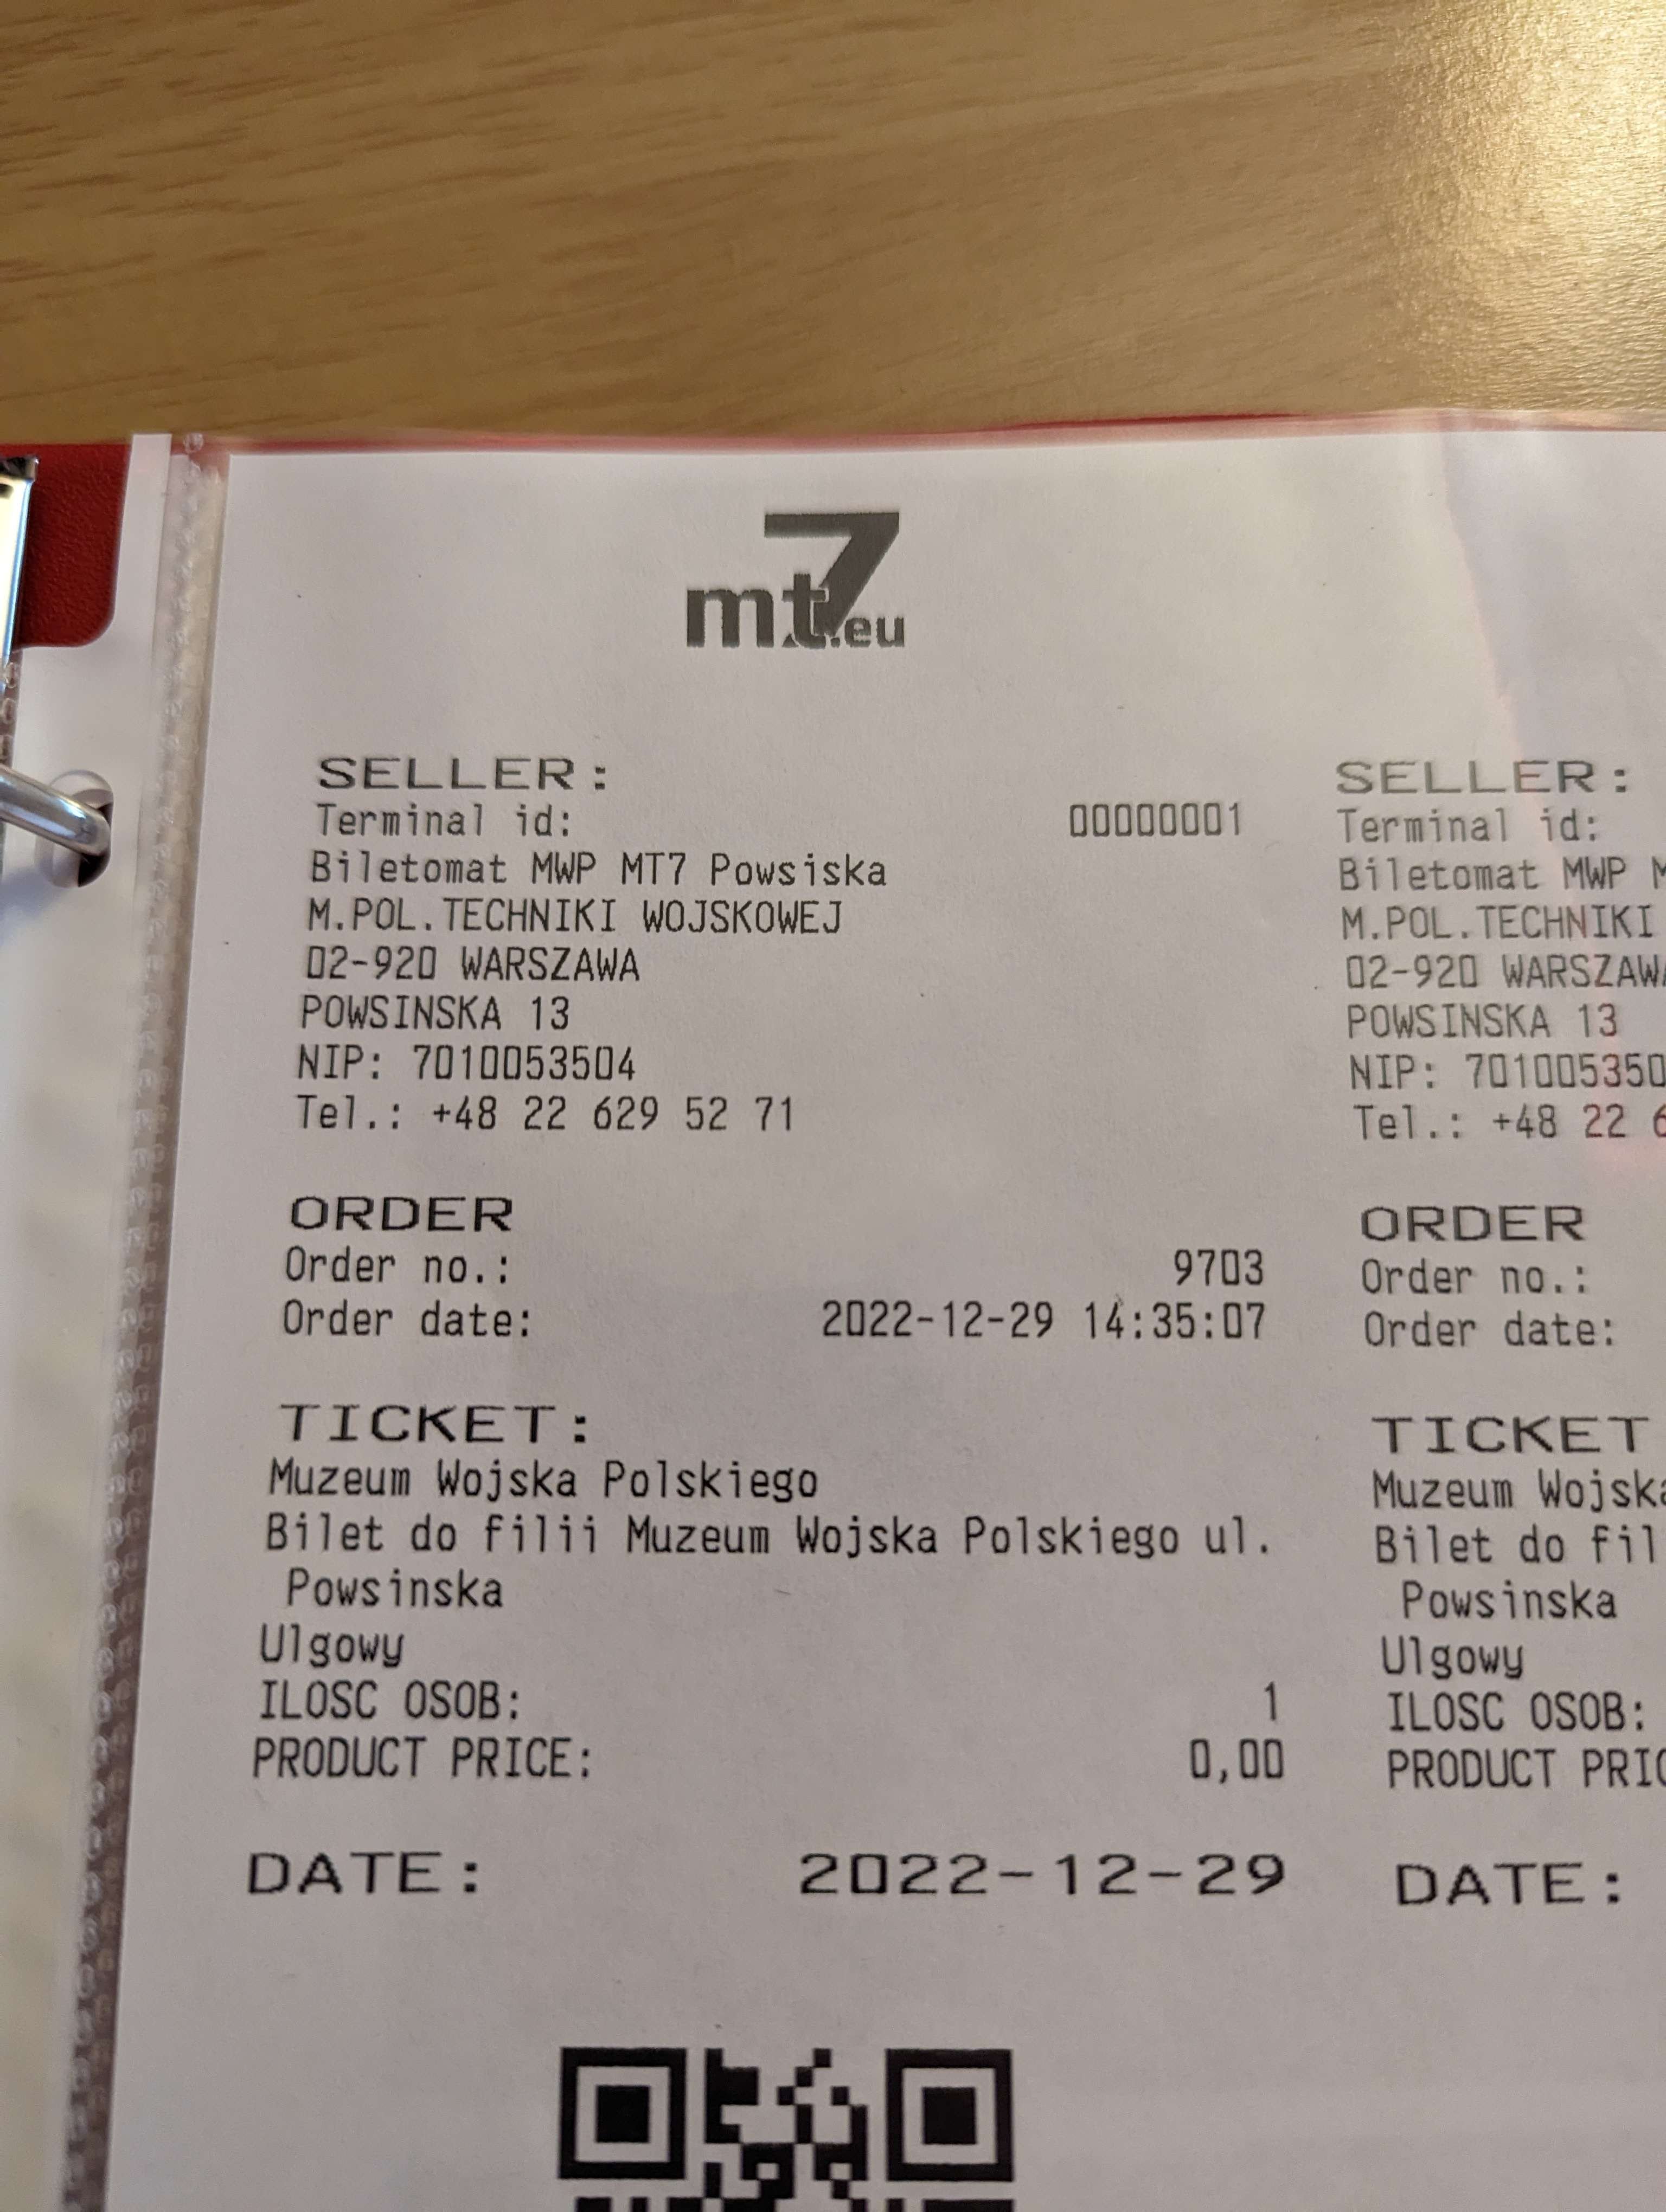 mt7.eu
SELLER:
Terminal id: 00000001
Biletomat MWP MT7 Powsiska
M.POL.TECHNIKI WOJSKOWEJ
02-920 WARSZAWA
POWSINSKA 13
NIP: 7010053504
Tel.: +48 22 629 52 71
ORDER
Order no.: 9703
Order date: 2022-12-29 14:35:07
TICKET:
Muzeum Wojska Polskiego
Bilet do filii Muzeum Wojska Polskiego ul.
Powsinska
Ulgowy
ILOSC OSOB: 1
PRODUCT PRICE: 0,00
DATE: 2022-12-29
SELLER:
Terminal id:
Biletomat MWP
M.POL.TECHNIKI
02-920
POWSINSKA 13
NIP:
Tel.: +48 22
ORDER
Order no.:
Order date:
TICKET
Muzeum
Bilet do
Powsinska
Ulgowy
ILOSC OSOB:
PRODUCT
DATE: